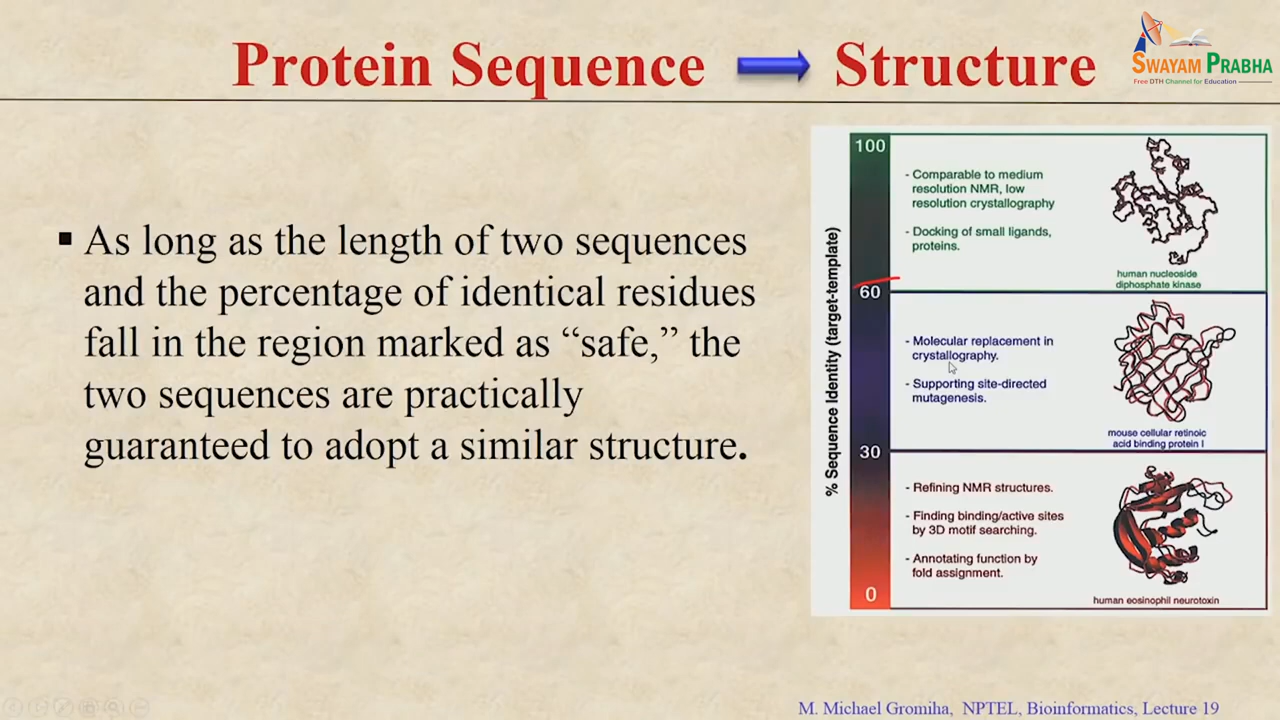 Protein Sequence Structure
SWAYAM PRABHA
Free DTH Channel for Education
▪ As long as the length of two sequences
and the percentage of identical residues
fall in the region marked as “safe,” the
two sequences are practically
guaranteed to adopt a similar structure.
% Sequence Identity (target-template)
100
- Comparable to medium
resolution NMR, low
resolution crystallography
- Docking of small ligands,
proteins.
human nucleoside
diphosphate kinase
60
- Molecular replacement in
crystallography.
- Supporting site-directed
mutagenesis.
mouse cellular retinoic
acid binding protein I
30
- Refining NMR structures.
- Finding binding/active sites
by 3D motif searching.
- Annotating function by
fold assignment.
0
human eosinophil neurotoxin
M. Michael Gromiha, NPTEL, Bioinformatics, Lecture 19